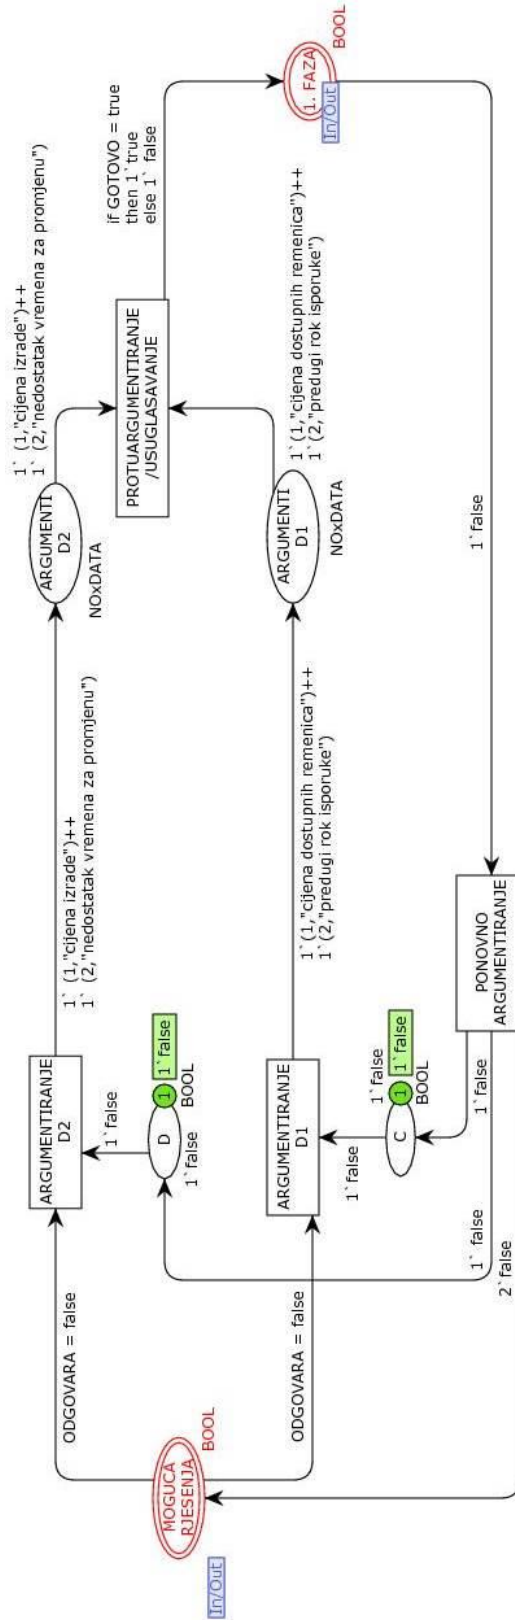 MOGUCA
RJESENJA
BOOL
In/Out
ODGOVARA = false
ODGOVARA = false
ARGUMENTIRANJE
D2
1`false
D
1
1`false
BOOL
1`false
1` (1,"cijena izrade")++
1` (2,"nedostatak vremena za promjenu")
ARGUMENTI
D2
NOxDATA
1` (1,"cijena izrade")++
1` (2,"nedostatak vremena za promjenu")
ARGUMENTIRANJE
D1
1`false
C
1`false
1
1`false
BOOL
1`(1,"cijena dostupnih remenica")++
1`(2,"predugi rok isporuke")
ARGUMENTI
D1
NOxDATA
1`(1,"cijena dostupnih remenica")++
1`(2,"predugi rok isporuke")
PROTUARGUMENTIRANJE
/USUGLASAVANJE
if GOTOVO = true
then 1`true
else 1` false
1. FAZA
BOOL
In/Out
1`false
PONOVNO
ARGUMENTIRANJE
1`false
1` false
2`false